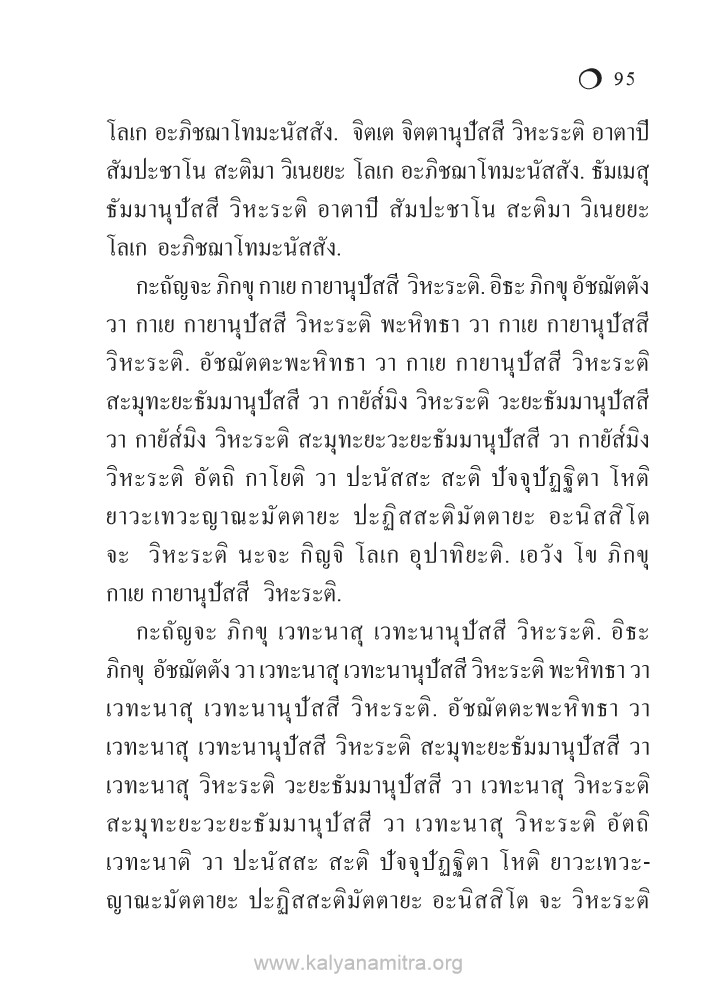 95
โลเก อะภิชฌาโทมะนัสสัง. จิตเต จิตตานุปัสสี วิหะระติ อาตาปี
สัมปะชาโน สะติมา วิเนยยะ โลเก อะภิชฌาโทมะนัสสัง. ธัมเมสุ
ธัมมานุปัสสี วิหะระติ อาตาปี สัมปะชาโน สะติมา วิเนยยะ
โลเก อะภิชฌาโทมะนัสสัง.
กะถัญจะ ภิกขุ กาเย กายานุปัสสี วิหะระติ. อิธะ ภิกขุ อัชฌัตตัง
วา กาเย กายานุปัสสี วิหะระติ พะหิทธา วา กาเย กายานุปัสสี
วิหะระติ. อัชฌัตตะพะหิทธา วา กาเย กายานุปัสสี วิหะระติ
สะมุทะยะธัมมานุปัสสี วา กายัส์มิง วิหะระติ วะยะธัมมานุปัสสี
วา กายัส์มิง วิหะระติ สะมุทะยะวะยะธัมมานุปัสสี วา กายัส์มิง
วิหะระติ อัตถิ กาโยติ วา ปะนัสสะ สะติ ปัจจุปัฏฐิตา โหติ
ยาวะเทวะญาณะมัตตายะ ปะฏิสสะติมัตตายะ อะนิสสิโต
จะ วิหะระติ นะจะ กิญจิ โลเก อุปาทิยะติ. เอวัง โข ภิกขุ
กาเย กายานุปัสสี วิหะระติ.
กะถัญจะ ภิกขุ เวทะนาสุ เวทะนานุปัสสี วิหะระติ. อิธะ
ภิกขุ อัชฌัตตัง วา เวทะนาสุ เวทะนานุปัสสี วิหะระติ พะหิทธา วา
เวทะนาสุ เวทะนานุปัสสี วิหะระติ. อัชฌัตตะพะหิทธา วา
เวทะนาสุ เวทะนานุปัสสี วิหะระติ สะมุทะยะธัมมานุปัสสี วา
เวทะนาสุ วิหะระติ วะยะธัมมานุปัสสี วา เวทะนาสุ วิหะระติ
สะมุทะยะวะยะธัมมานุปัสสี วา เวทะนาสุ วิหะระติ อัตถิ
เวทะนาติ วา ปะนัสสะ สะติ ปัจจุปัฏฐิตา โหติ ยาวะเทวะ-
ญาณะมัตตายะ ปะฏิสสะติมัตตายะ อะนิสสิโต จะ วิหะระติ
www.kalyanamitra.org